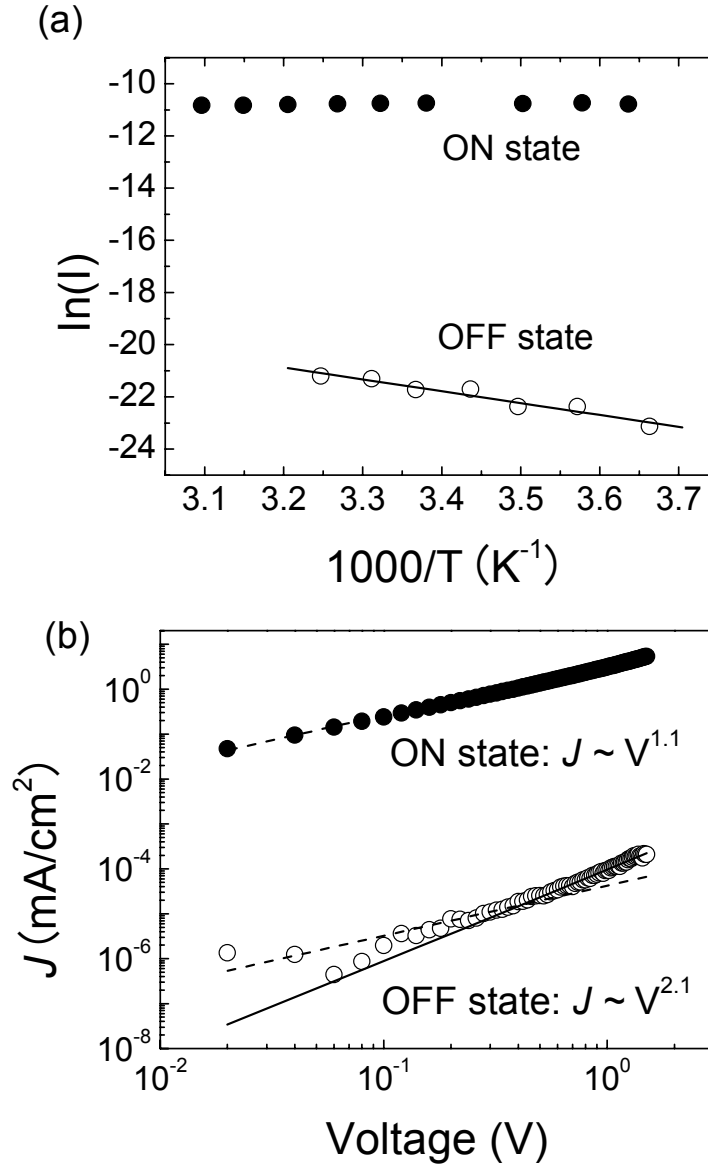 (a)
-10
-12
-14
-16
-18
-20
-22
-24
ln(I)
ON state
OFF state
3.1 3.2 3.3 3.4 3.5 3.6 3.7
1000/T (K⁻¹)
(b)
10⁰
10⁻²
10⁻⁴
10⁻⁶
10⁻⁸
J (mA/cm²)
ON state: J ~ V¹·¹
OFF state: J ~ V²·¹
10⁻² 10⁻¹ 10⁰
Voltage (V)